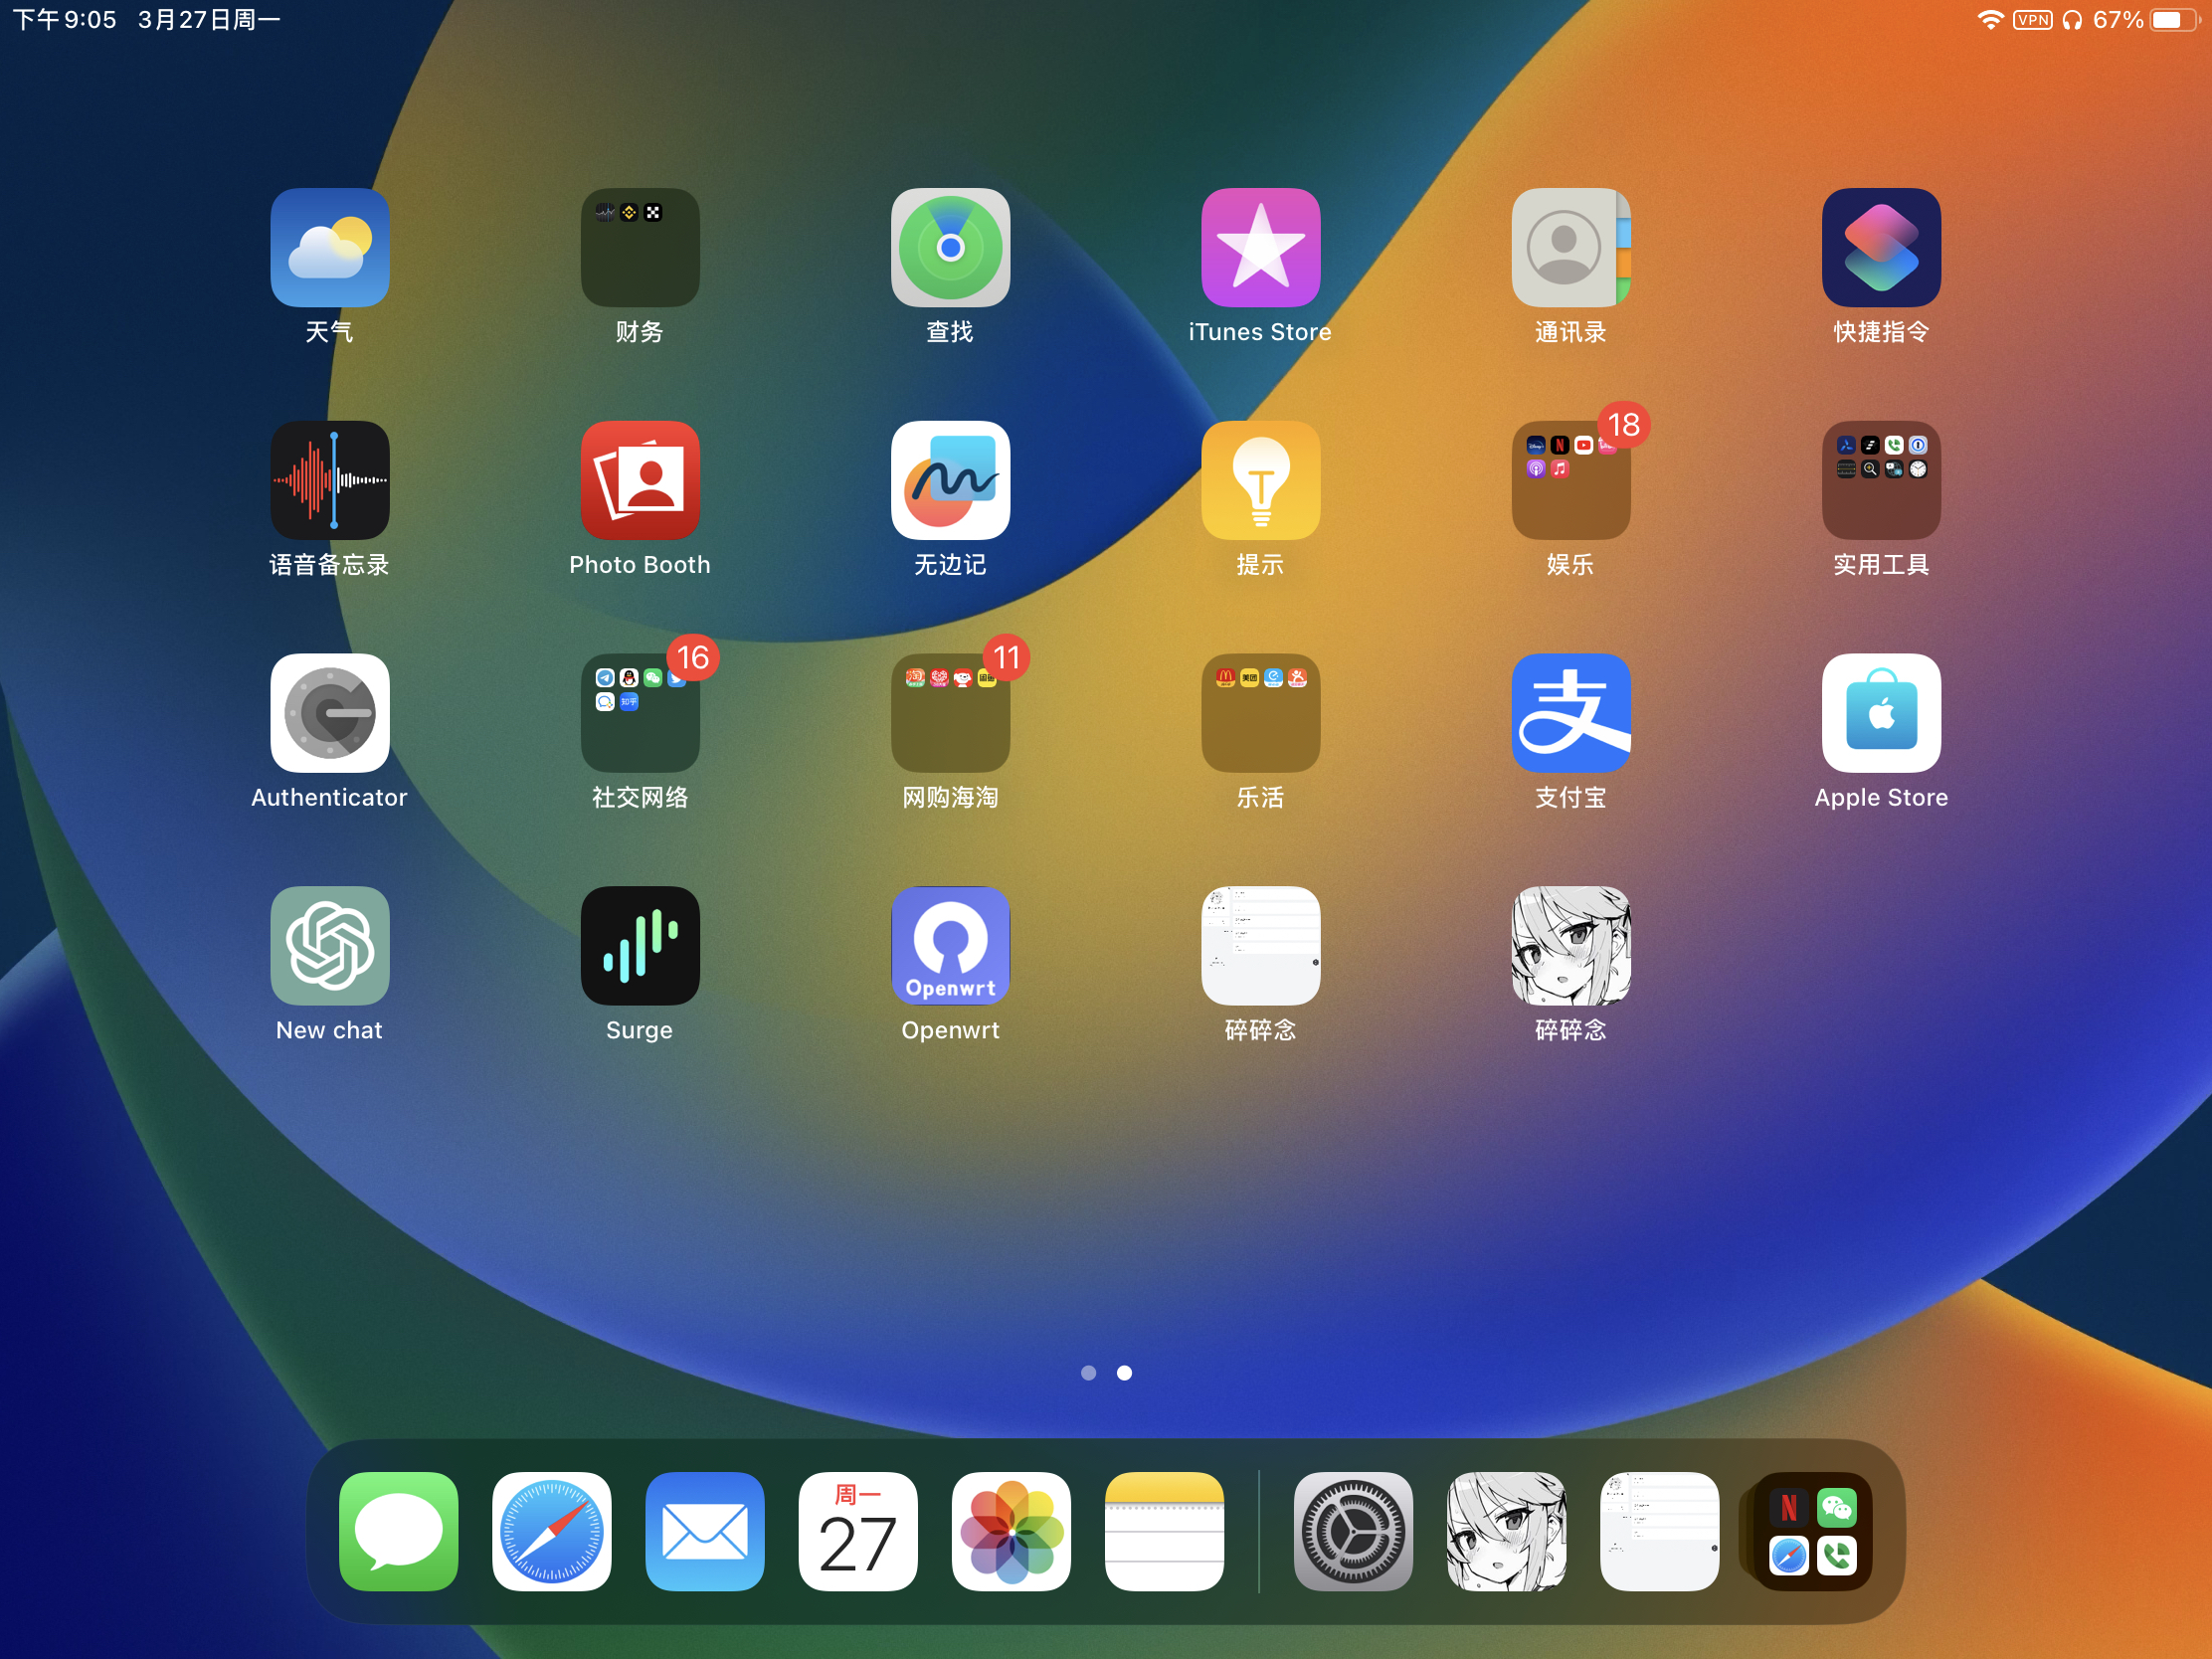 下午9:05 3月27日周一
VPN 67%
天气 财务 查找 iTunes Store 通讯录 快捷指令
18
语音备忘录 Photo Booth 无边记 提示 娱乐 实用工具
16 11
美团
知乎
Authenticator 社交网络 网购海淘 乐活 支付宝 Apple Store
支
Openwrt
New chat Surge Openwrt 碎碎念 碎碎念
周一
27